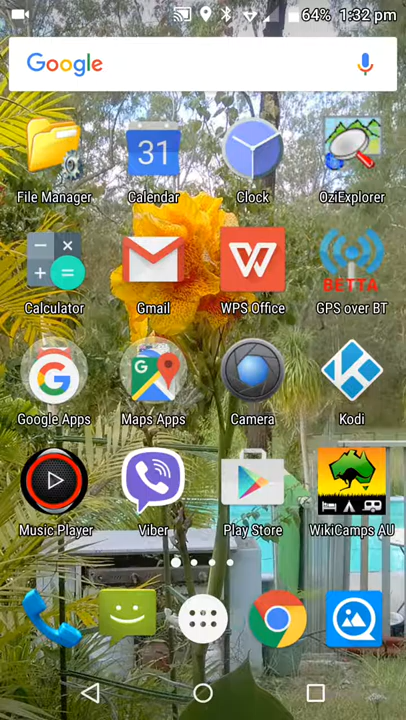 64% 1:32 pm
Google
31
File Manager Calendar Clock OziExplorer
BETTA
Calculator Gmail WPS Office GPS over BT
Google Apps Maps Apps Camera Kodi
Music Player Viber Play Store WikiCamps AU